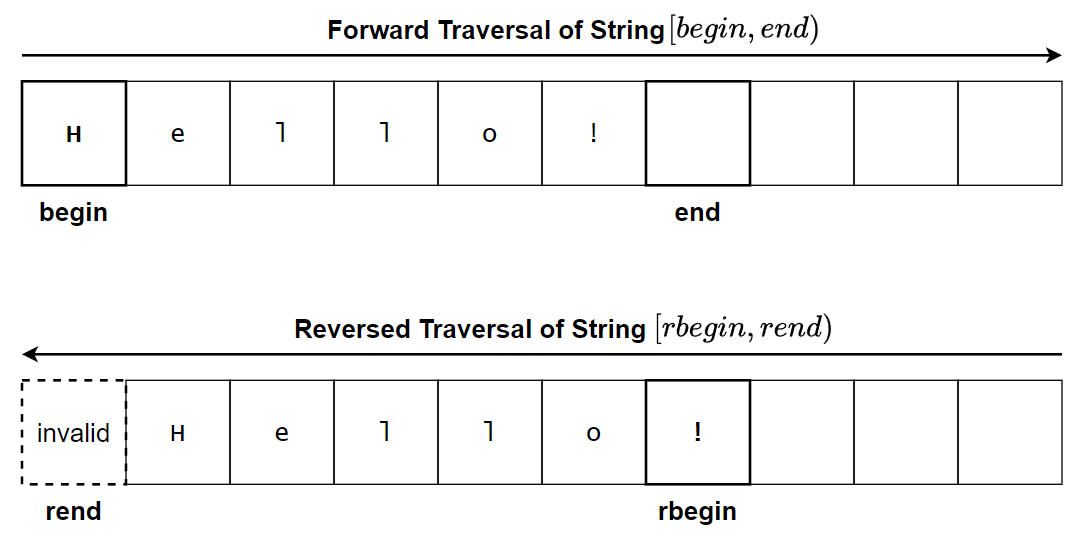 Forward Traversal of String [begin, end)
H e l l o !
begin end
Reversed Traversal of String [rbegin, rend)
invalid H e l l o !
rend rbegin